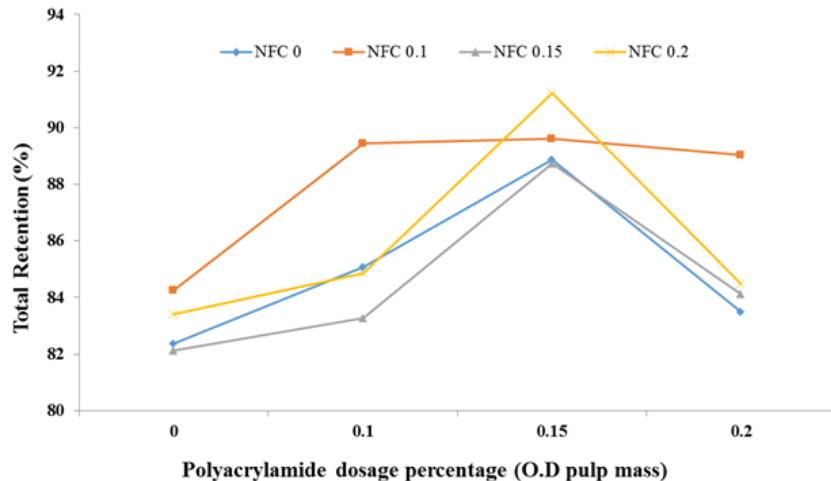 94
NFC 0 NFC 0.1 NFC 0.15 NFC 0.2
92
90
88
86
84
82
80
Total Retention (%)
0 0.1 0.15 0.2
Polyacrylamide dosage percentage (O.D pulp mass)